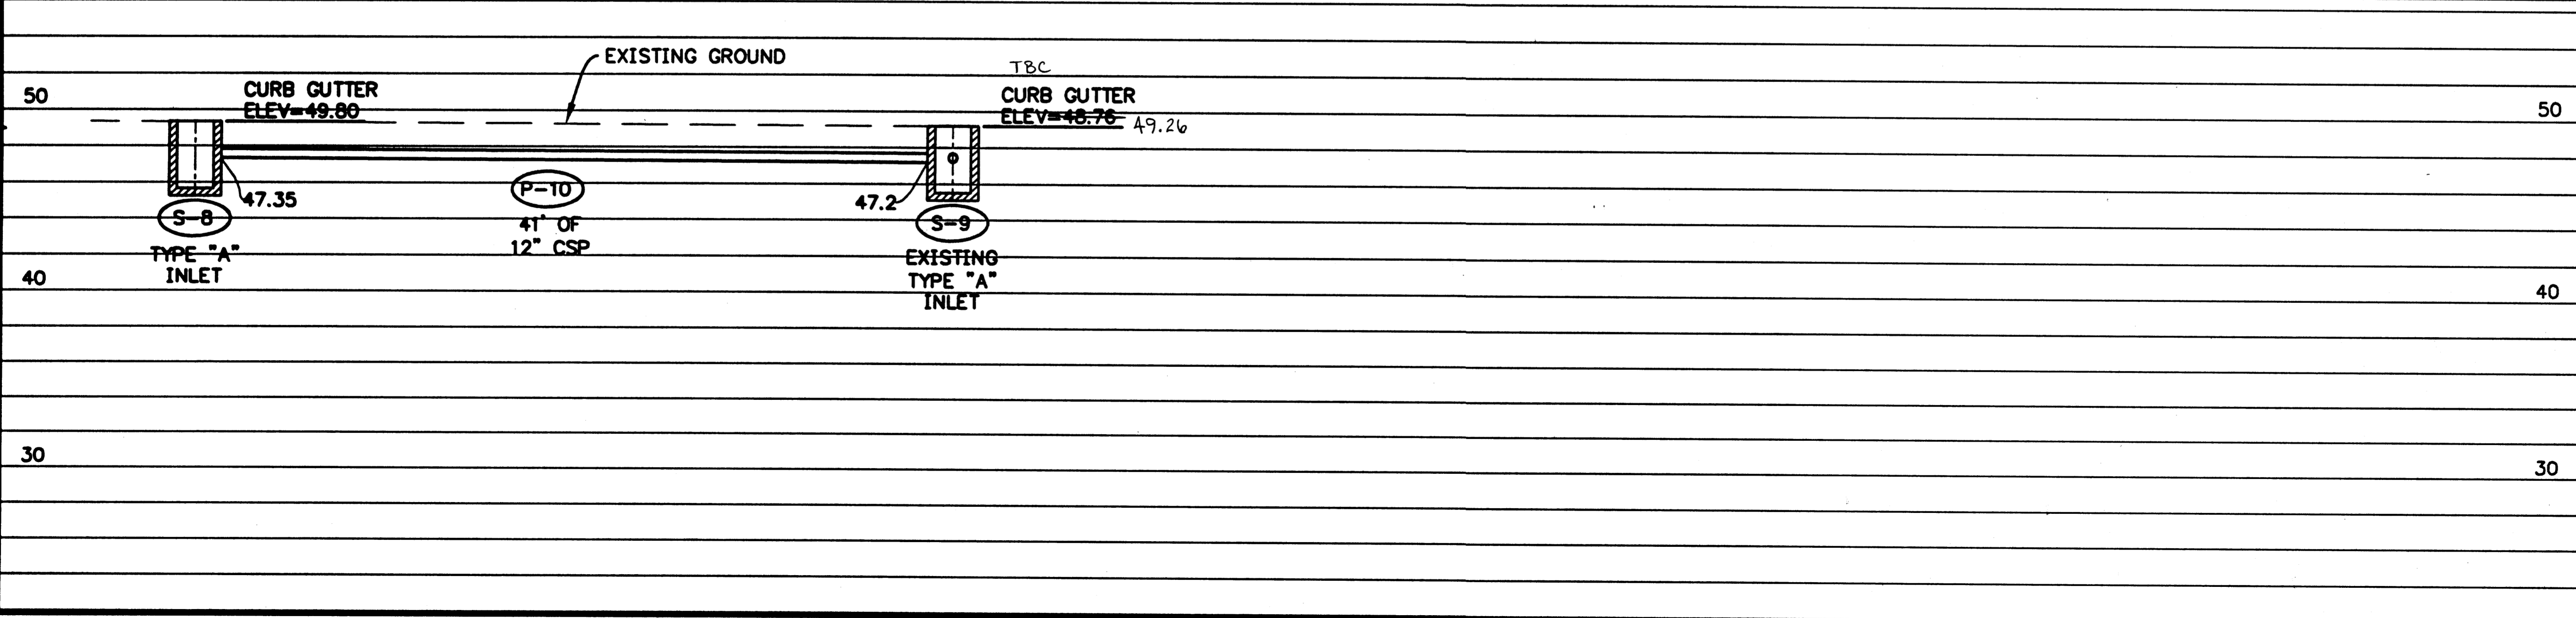 EXISTING GROUND
TBC
50
CURB GUTTER
ELEV=49.80
CURB GUTTER
ELEV=48.76
49.26
50
47.35
P-10
47.2
S-8
41' OF
12" CSP
S-9
TYPE "A"
INLET
EXISTING
TYPE "A"
INLET
40
40
30
30